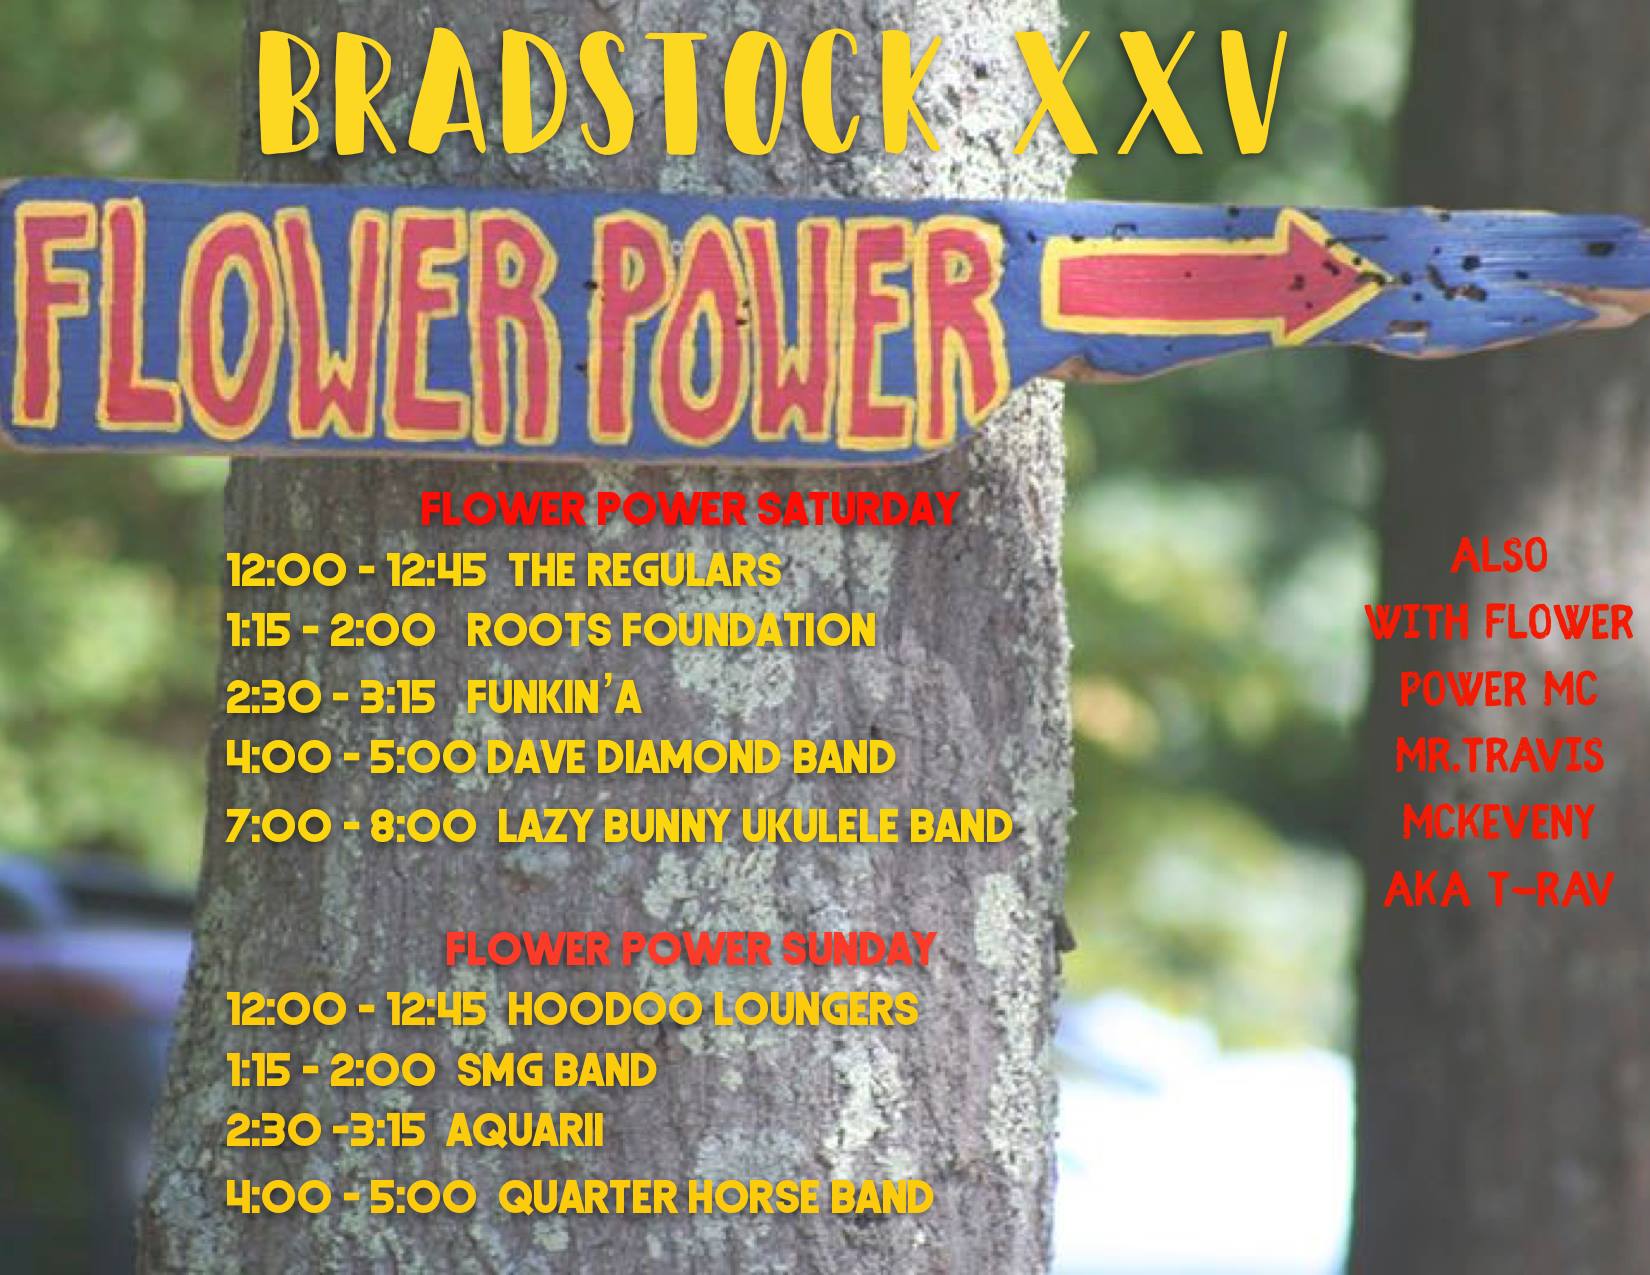 BRADSTOCK XXV
FLOWER POWER
FLOWER POWER SATURDAY
12:00 - 12:45 THE REGULARS
1:15 - 2:00 ROOTS FOUNDATION
2:30 - 3:15 FUNKIN'A
4:00 - 5:00 DAVE DIAMOND BAND
7:00 - 8:00 LAZY BUNNY UKULELE BAND
FLOWER POWER SUNDAY
12:00 - 12:45 HOODOO LOUNGERS
1:15 - 2:00 SMG BAND
2:30 -3:15 AQUARII
4:00 - 5:00 QUARTER HORSE BAND
ALSO
WITH FLOWER
POWER MC
MR.TRAVIS
MCKEVENY
AKA T-RAV